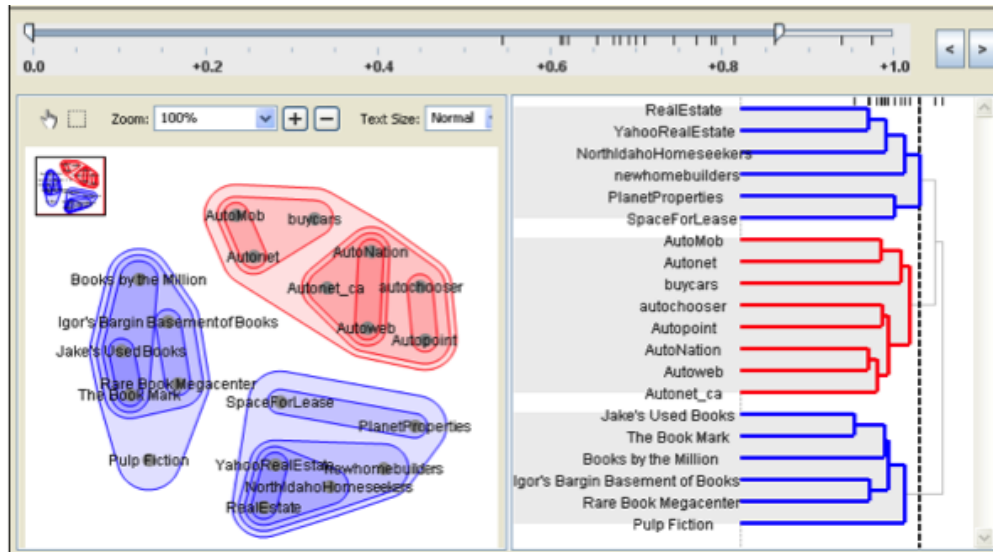 0.0 +0.2 +0.4 +0.6 +0.8 +1.0
< >
Zoom: 100% + − Text Size: Normal
AutoMob
buycars
Autonet
AutoNation
Autonet_ca
autochooser
Autoweb
Autopoint
Books by the Million
Igor's Bargin Basement of Books
Jake's Used Books
Rare Book Megacenter
The Book Mark
Pulp Fiction
SpaceForLease
PlanetProperties
YahooRealEstate
newhomebuilders
NorthIdahoHomeseekers
RealEstate
RealEstate
YahooRealEstate
NorthIdahoHomeseekers
newhomebuilders
PlanetProperties
SpaceForLease
AutoMob
Autonet
buycars
autochooser
Autopoint
AutoNation
Autoweb
Autonet_ca
Jake's Used Books
The Book Mark
Books by the Million
Igor's Bargin Basement of Books
Rare Book Megacenter
Pulp Fiction